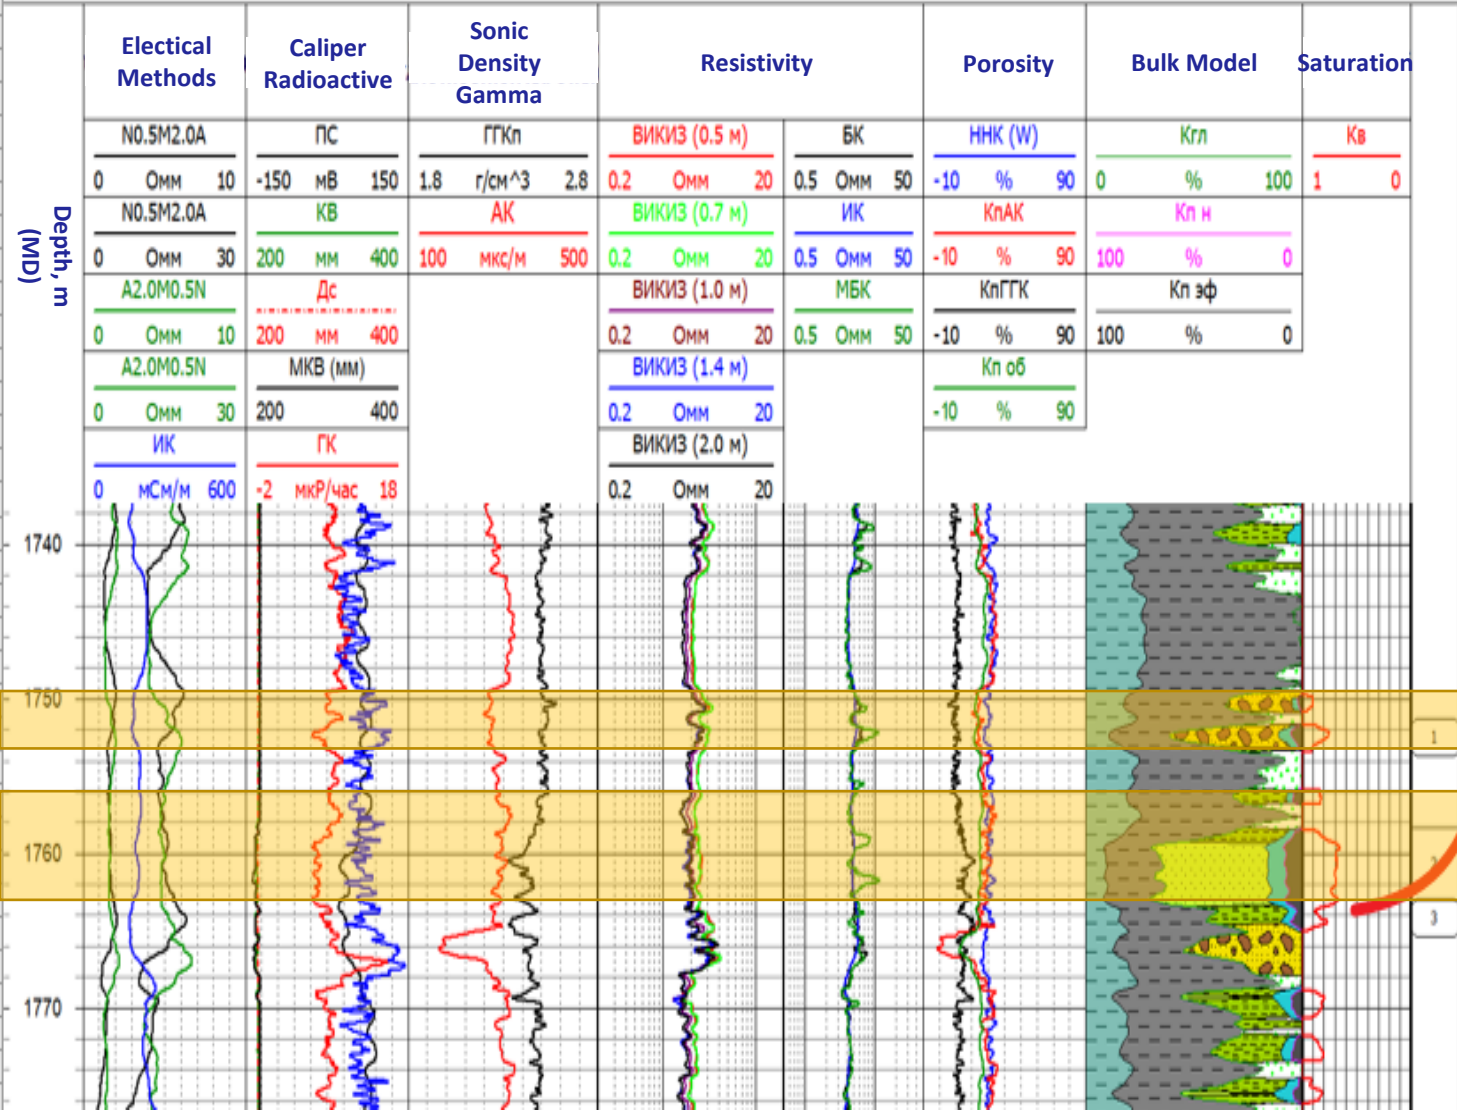 Electical
Methods
Caliper
Radioactive
Sonic
Density
Gamma
Resistivity
Porosity
Bulk Model
Saturation
Depth, m
(MD)
N0.5M2.0A
0 Омм 10
N0.5M2.0A
0 Омм 30
A2.0M0.5N
0 Омм 10
A2.0M0.5N
0 Омм 30
ИК
0 мСм/м 600
ПС
-150 мВ 150
КВ
200 мм 400
Дс
200 мм 400
МКВ (мм)
200 400
ГК
-2 мкР/час 18
ГГКп
1.8 г/см^3 2.8
АК
100 мкс/м 500
ВИКИЗ (0.5 м)
0.2 Омм 20
ВИКИЗ (0.7 м)
0.2 Омм 20
ВИКИЗ (1.0 м)
0.2 Омм 20
ВИКИЗ (1.4 м)
0.2 Омм 20
ВИКИЗ (2.0 м)
0.2 Омм 20
БК
0.5 Омм 50
ИК
0.5 Омм 50
МБК
0.5 Омм 50
ННК (W)
-10 % 90
КпАК
-10 % 90
КпГГК
-10 % 90
Кп об
-10 % 90
Кгл
0 % 100
Кп н
100 % 0
Кп эф
100 % 0
Кв
1 0
1740
1750
1
1760
3
1770